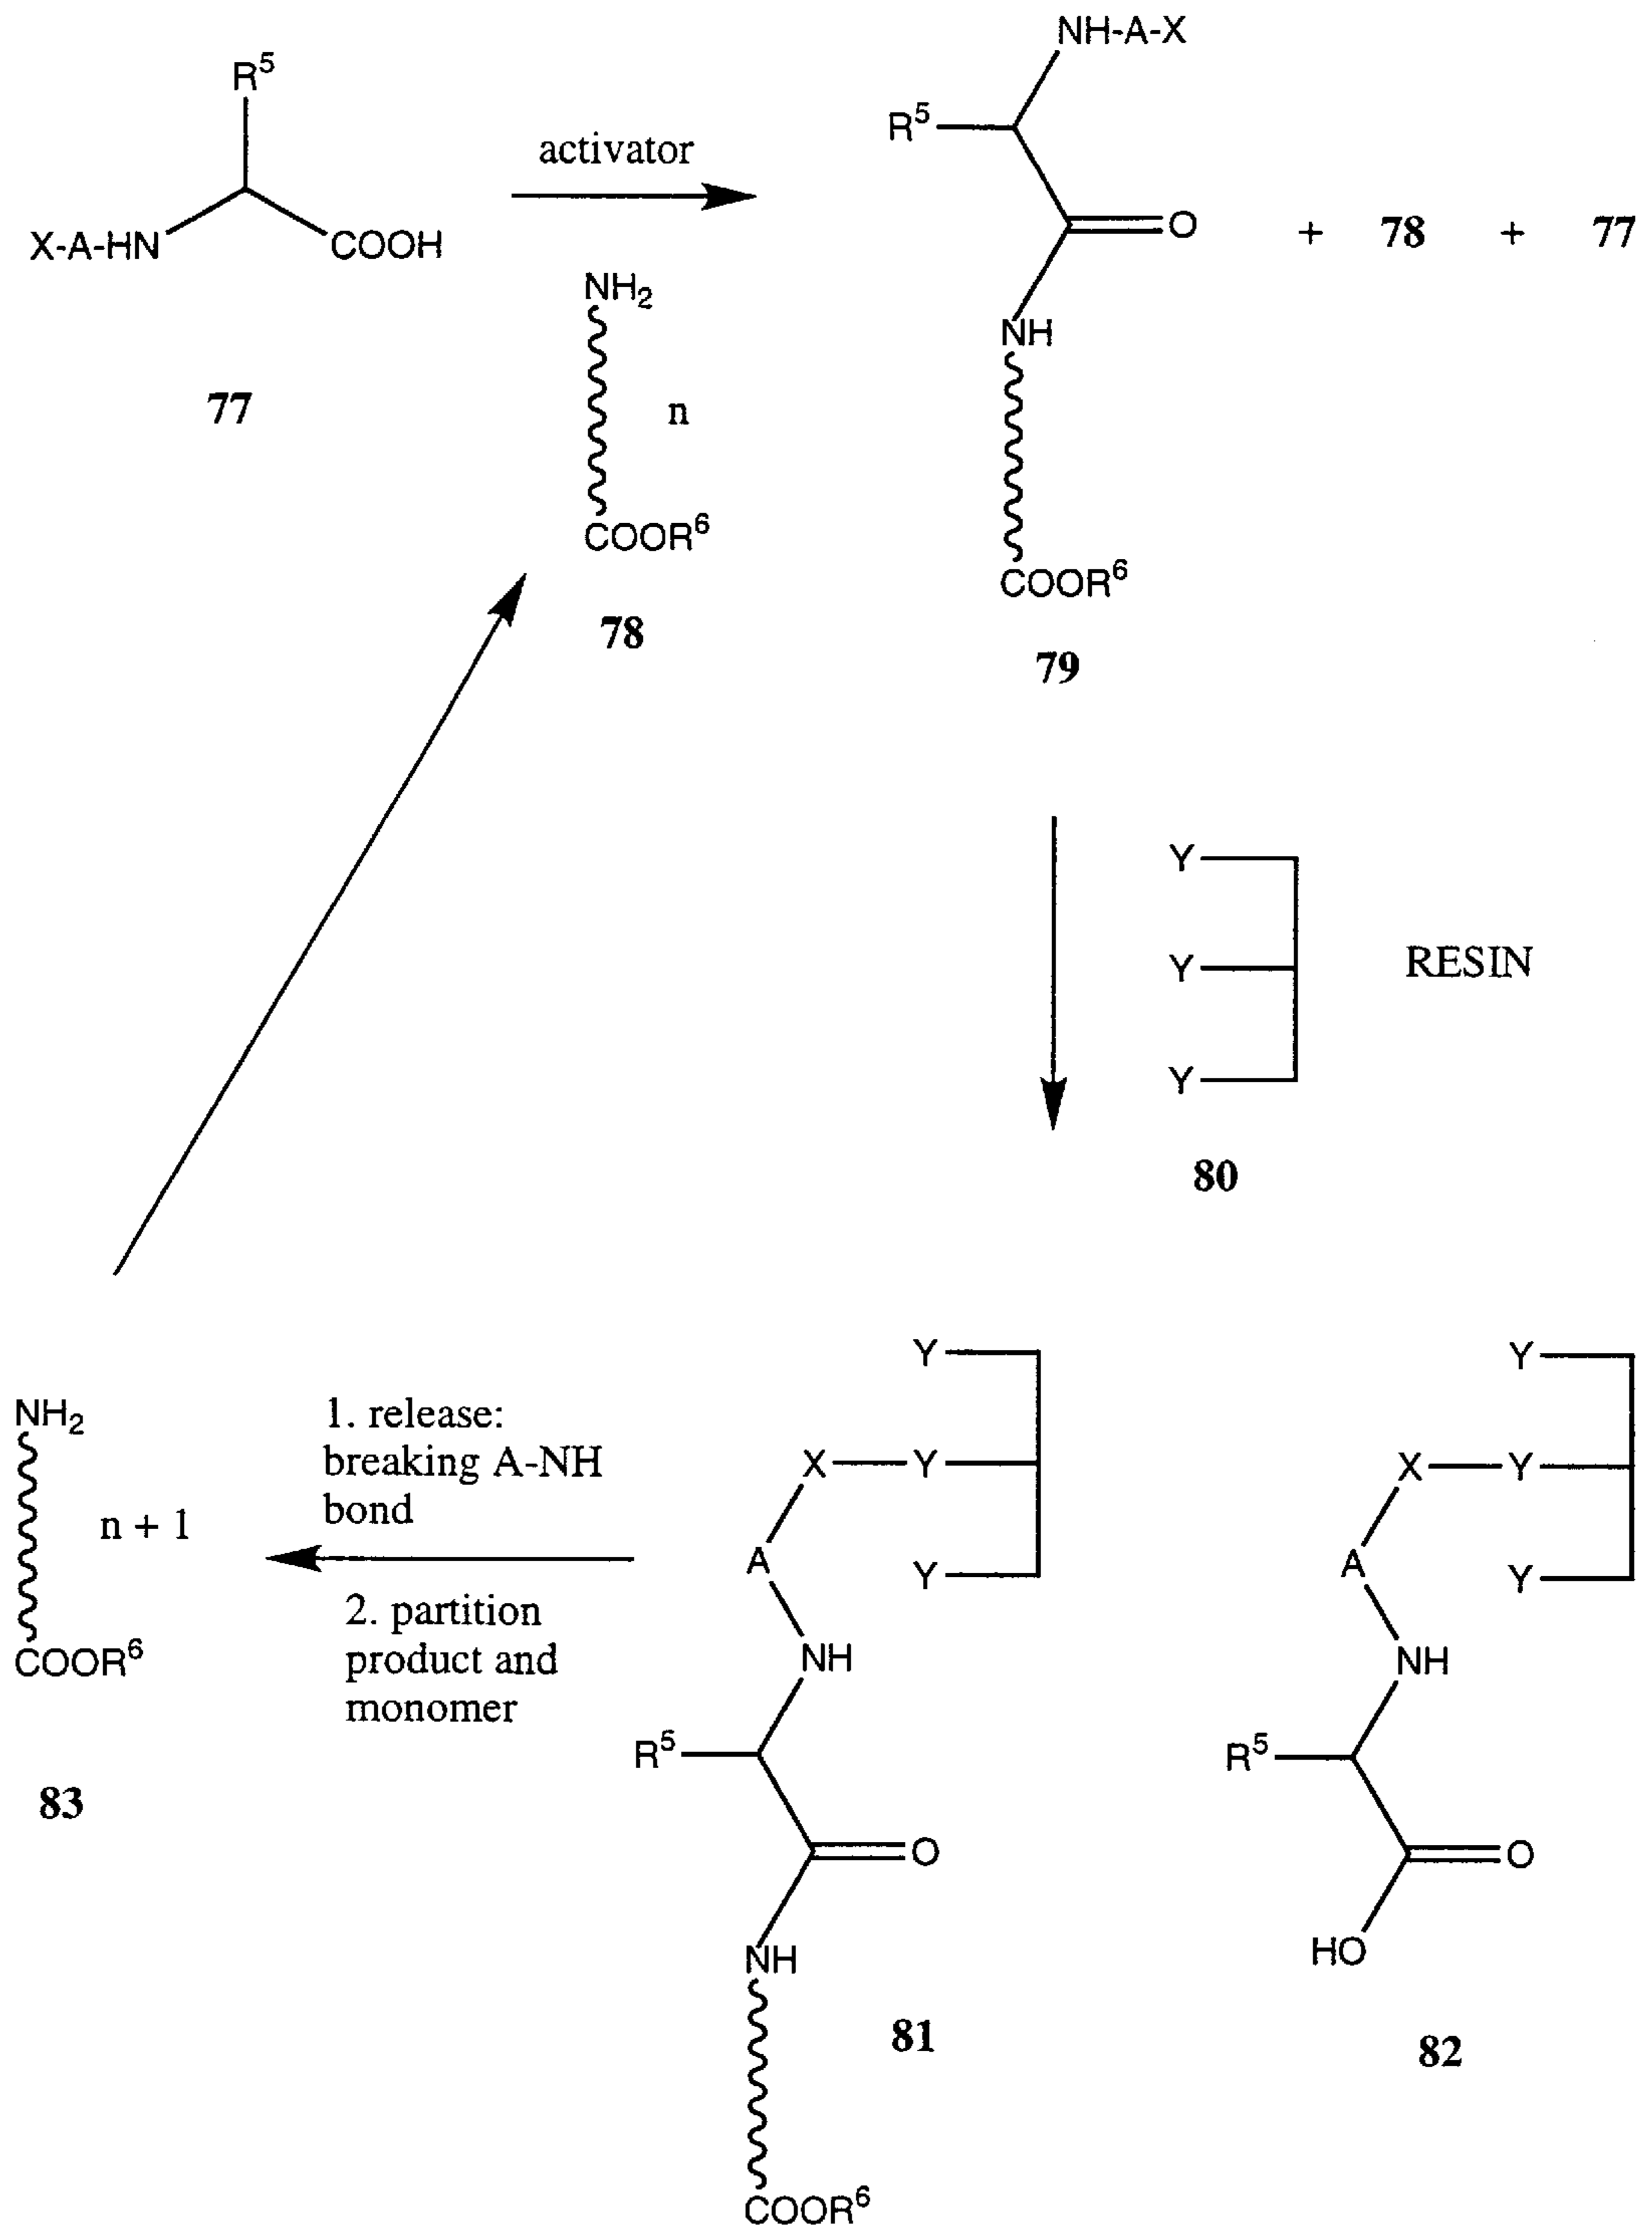 NH-A-X
R⁵
R⁵
activator
O
+ 78 + 77
X-A-HN
COOH
NH₂
NH
77
n
COOR⁶
COOR⁶
78
79
Y
Y
RESIN
Y
80
Y
Y
NH₂
1. release:
breaking A-NH
bond
X
Y
X
Y
n + 1
A
Y
A
Y
2. partition
product and
monomer
COOR⁶
NH
NH
R⁵
R⁵
83
O
O
NH
HO
81
82
COOR⁶